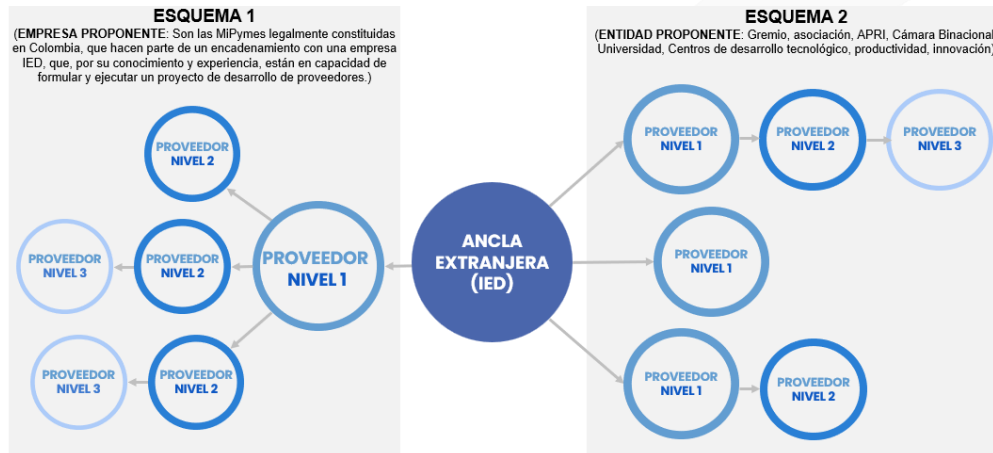 ESQUEMA 1
(EMPRESA PROPONENTE: Son las MiPymes legalmente constituidas
en Colombia, que hacen parte de un encadenamiento con una empresa
IED, que, por su conocimiento y experiencia, están en capacidad de
formular y ejecutar un proyecto de desarrollo de proveedores.)
PROVEEDOR
NIVEL 2
PROVEEDOR
NIVEL 3
PROVEEDOR
NIVEL 2
PROVEEDOR
NIVEL 1
PROVEEDOR
NIVEL 3
PROVEEDOR
NIVEL 2
ANCLA
EXTRANJERA
(IED)
ESQUEMA 2
(ENTIDAD PROPONENTE: Gremio, asociación, APRI, Cámara Binacional
Universidad, Centros de desarrollo tecnológico, productividad, innovación)
PROVEEDOR
NIVEL 1
PROVEEDOR
NIVEL 2
PROVEEDOR
NIVEL 3
PROVEEDOR
NIVEL 1
PROVEEDOR
NIVEL 1
PROVEEDOR
NIVEL 2